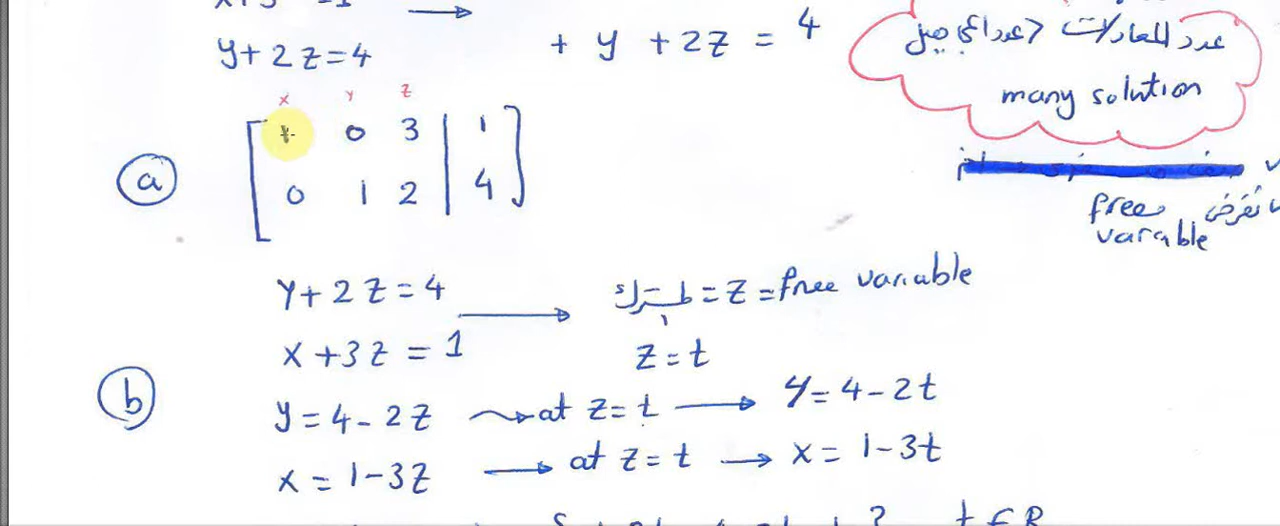 y+2z=4
+ y +2z = 4
عدد المعادلات < عدد المجاهيل
many solution
x y z
0 3 | 1
ⓐ
0 1 2 | 4
free نفرض
varable
y+2z=4 ⟶ = z = free variable
x+3z = 1
z=t
ⓑ
y=4-2z ⟶ at z=t ⟶ y=4-2t
x=1-3z ⟶ at z=t ⟶ x=1-3t